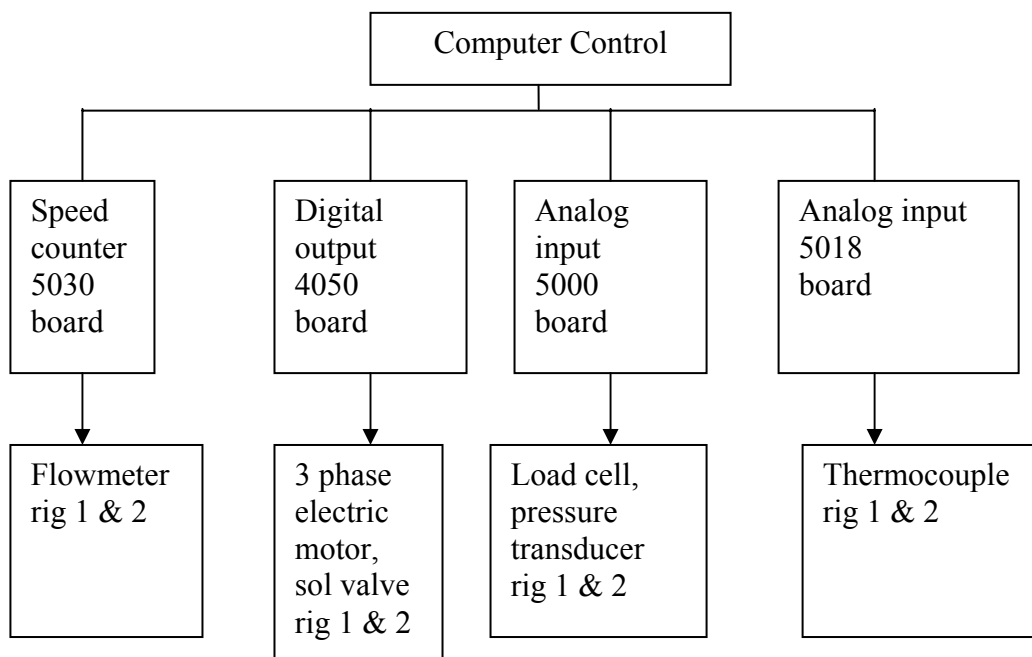 Computer Control
Speed
counter
5030
board
Digital
output
4050
board
Analog
input
5000
board
Analog input
5018
board
Flowmeter
rig 1 & 2
3 phase
electric
motor,
sol valve
rig 1 & 2
Load cell,
pressure
transducer
rig 1 & 2
Thermocouple
rig 1 & 2